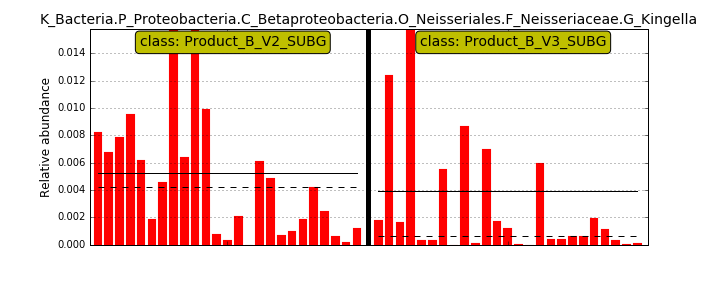 K_Bacteria.P_Proteobacteria.C_Betaproteobacteria.O_Neisseriales.F_Neisseriaceae.G_Kingella
class: Product_B_V2_SUBG
class: Product_B_V3_SUBG
Relative abundance
0.014
0.012
0.010
0.008
0.006
0.004
0.002
0.000